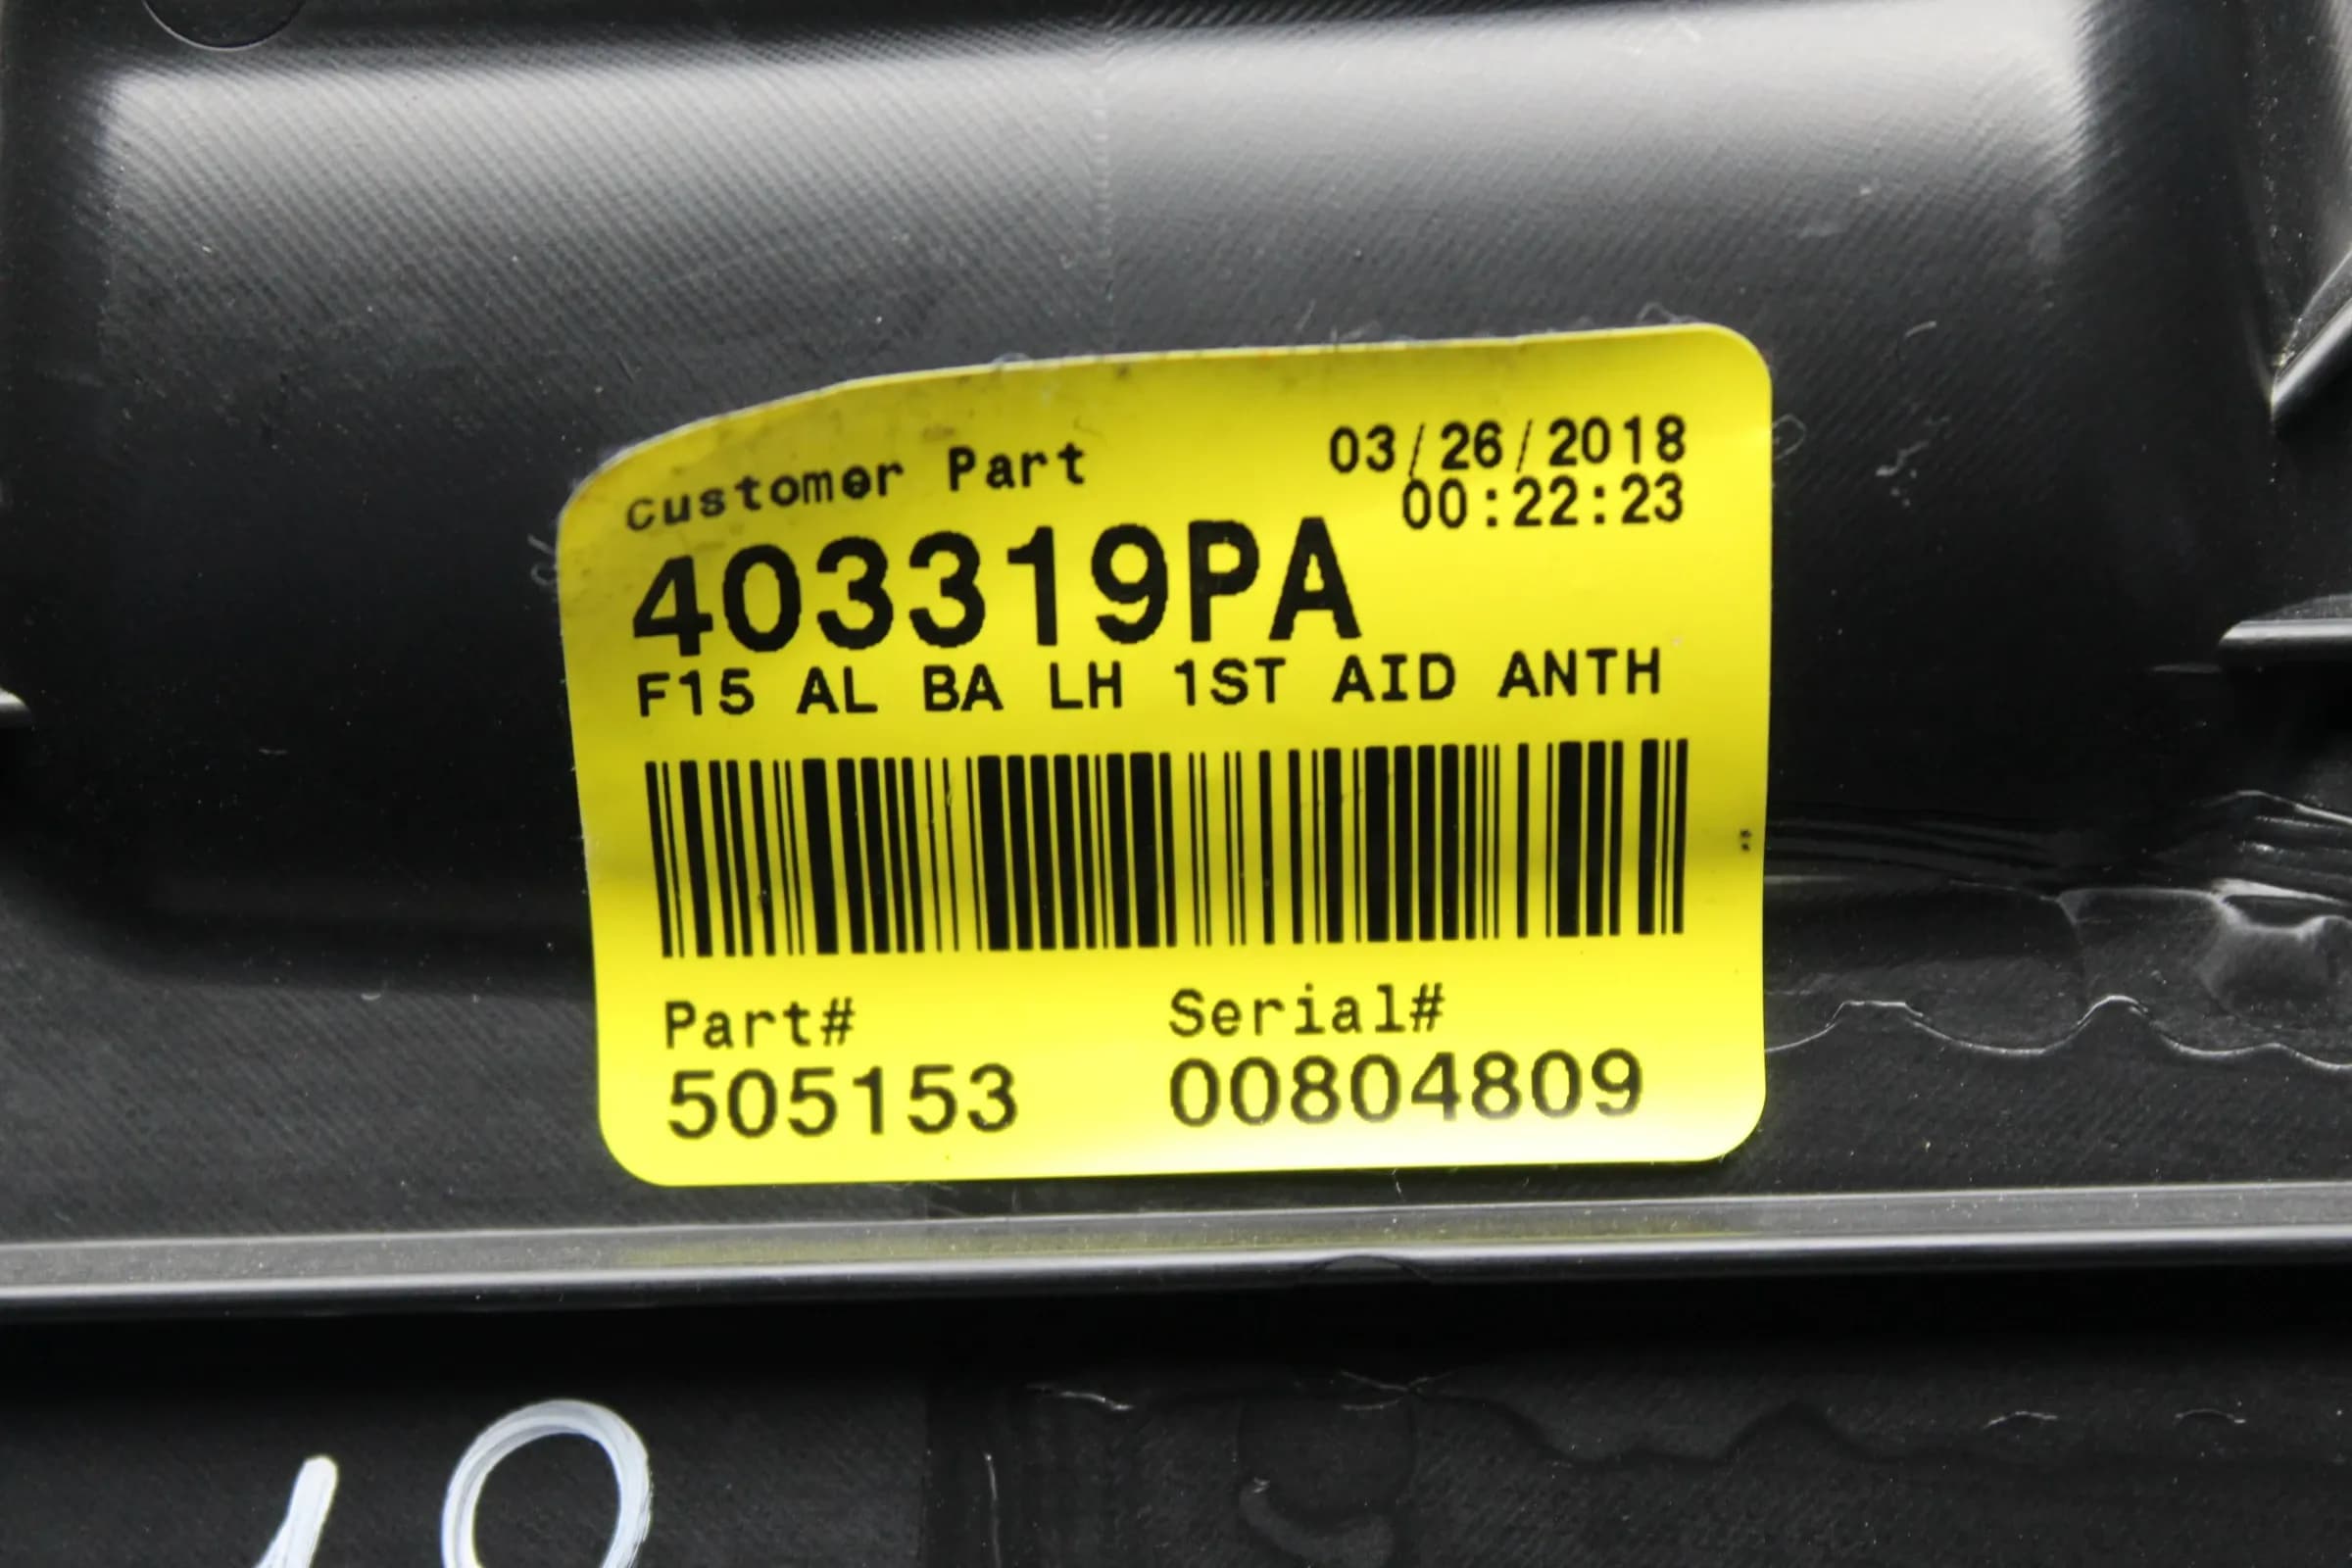 Customer Part
03/26/2018
00:22:23
403319PA
F15 AL BA LH 1ST AID ANTH
Part# Serial#
505153 00804809